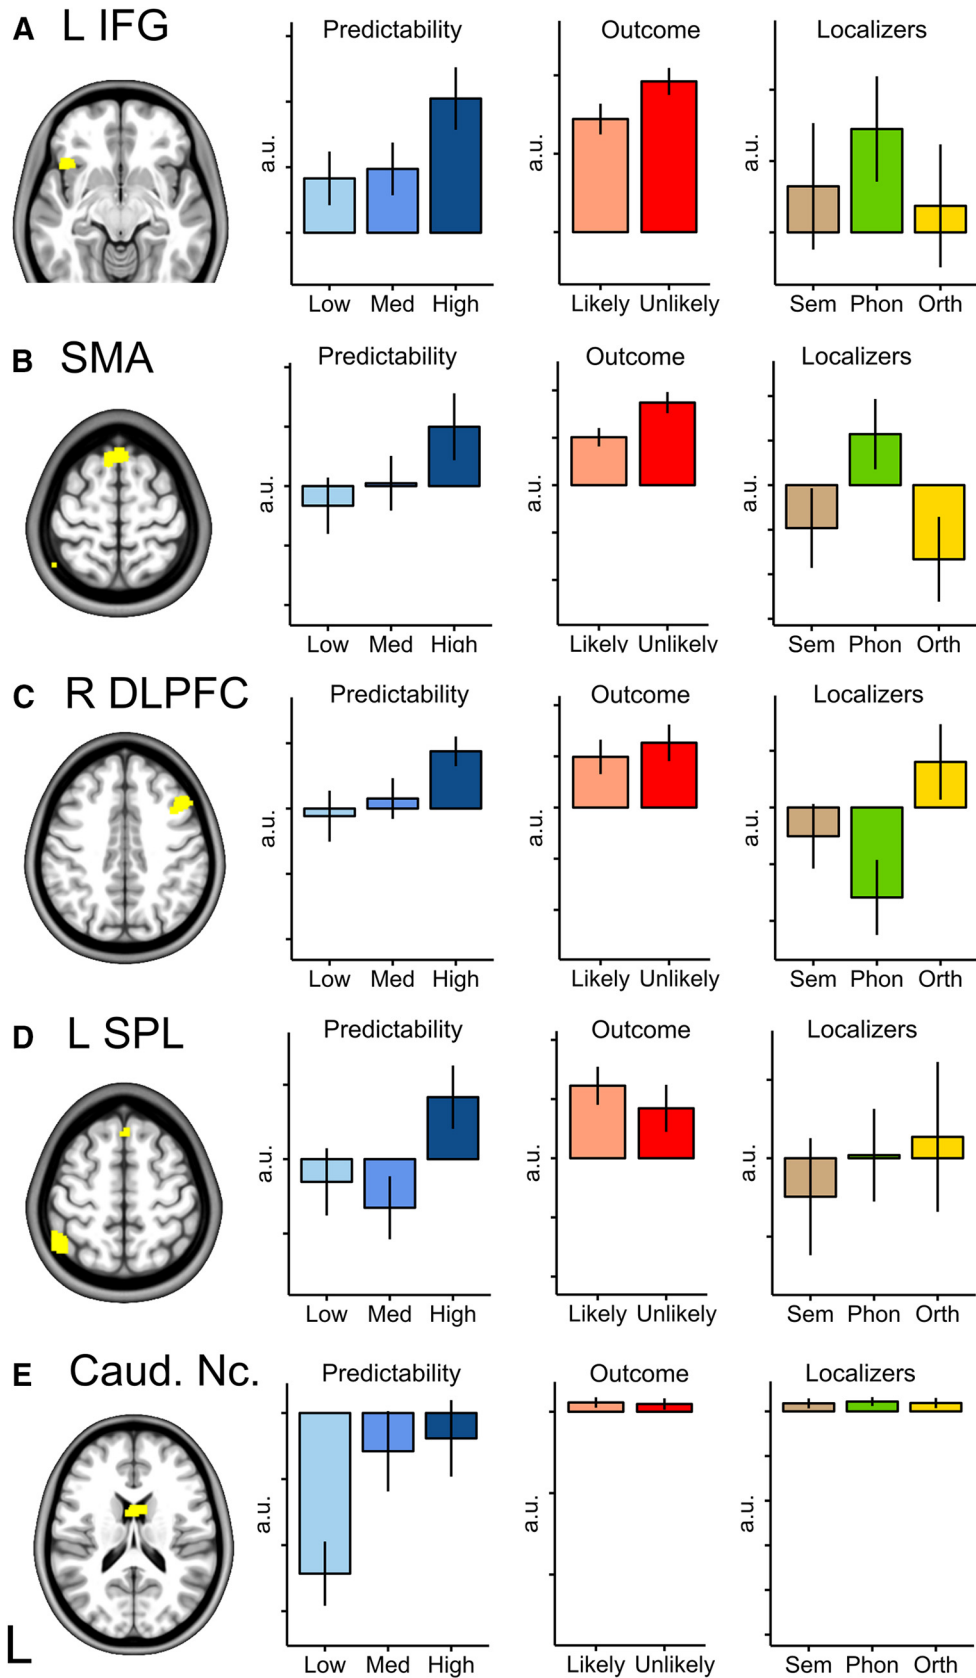 A L IFG
Predictability Outcome Localizers
a.u. a.u. a.u.
Low Med High Likely Unlikely Sem Phon Orth
B SMA
Predictability Outcome Localizers
a.u. a.u. a.u.
Low Med High Likely Unlikely Sem Phon Orth
C R DLPFC
Predictability Outcome Localizers
a.u. a.u. a.u.
Low Med High Likely Unlikely Sem Phon Orth
D L SPL
Predictability Outcome Localizers
a.u. a.u. a.u.
Low Med High Likely Unlikely Sem Phon Orth
E Caud. Nc.
Predictability Outcome Localizers
a.u. a.u. a.u.
L
Low Med High Likely Unlikely Sem Phon Orth